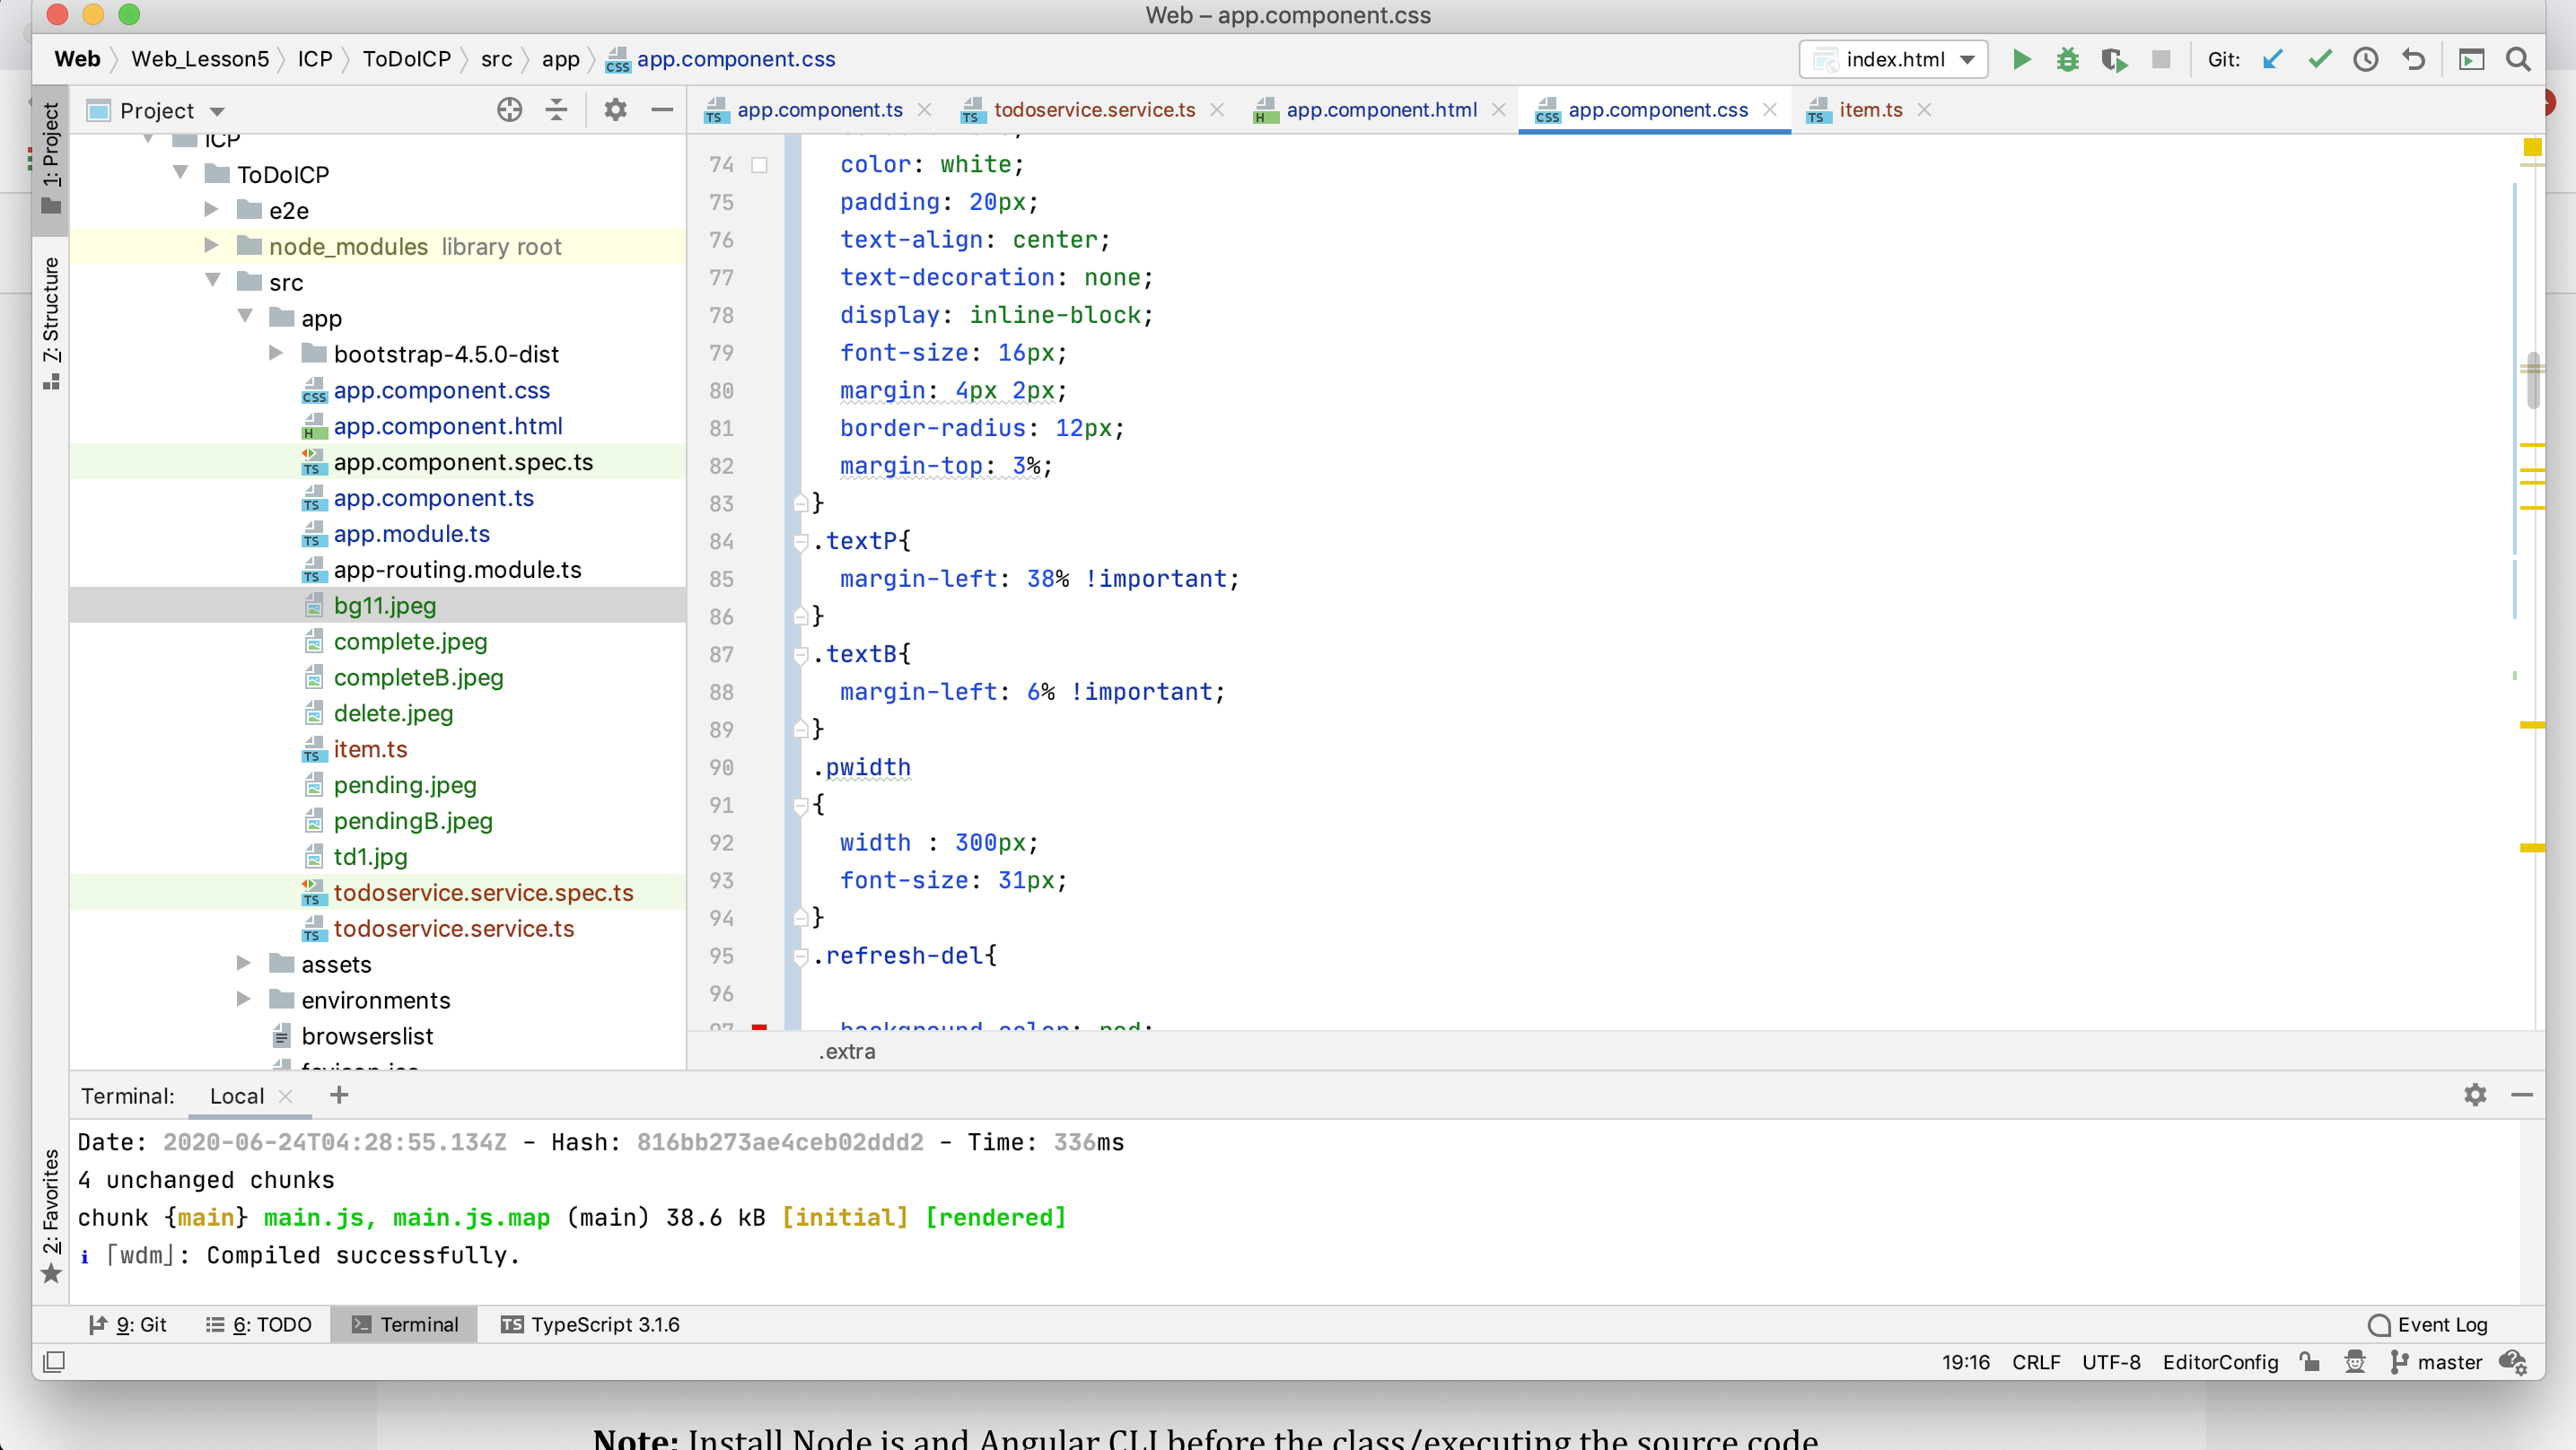 Web – app.component.css
Web Web_Lesson5 ICP ToDoICP src app app.component.css index.html Git:
Project
app.component.ts todoservice.service.ts app.component.html app.component.css item.ts
1: Project
7: Structure
2: Favorites
ICP
ToDoICP
e2e
node_modules library root
src
app
bootstrap-4.5.0-dist
app.component.css
app.component.html
app.component.spec.ts
app.component.ts
app.module.ts
app-routing.module.ts
bg11.jpeg
complete.jpeg
completeB.jpeg
delete.jpeg
item.ts
pending.jpeg
pendingB.jpeg
td1.jpg
todoservice.service.spec.ts
todoservice.service.ts
assets
environments
browserslist
favicon.ico
74 color: white;
75 padding: 20px;
76 text-align: center;
77 text-decoration: none;
78 display: inline-block;
79 font-size: 16px;
80 margin: 4px 2px;
81 border-radius: 12px;
82 margin-top: 3%;
83 }
84 .textP{
85 margin-left: 38% !important;
86 }
87 .textB{
88 margin-left: 6% !important;
89 }
90 .pwidth
91 {
92 width : 300px;
93 font-size: 31px;
94 }
95 .refresh-del{
96
97 background-color: red;
.extra
Terminal: Local
Date: 2020-06-24T04:28:55.134Z - Hash: 816bb273ae4ceb02ddd2 - Time: 336ms
4 unchanged chunks
chunk {main} main.js, main.js.map (main) 38.6 kB [initial] [rendered]
i ｢wdm｣: Compiled successfully.
9: Git 6: TODO Terminal TypeScript 3.1.6 Event Log
19:16 CRLF UTF-8 EditorConfig master
Note: Install Node js and Angular CLI before the class/executing the source code